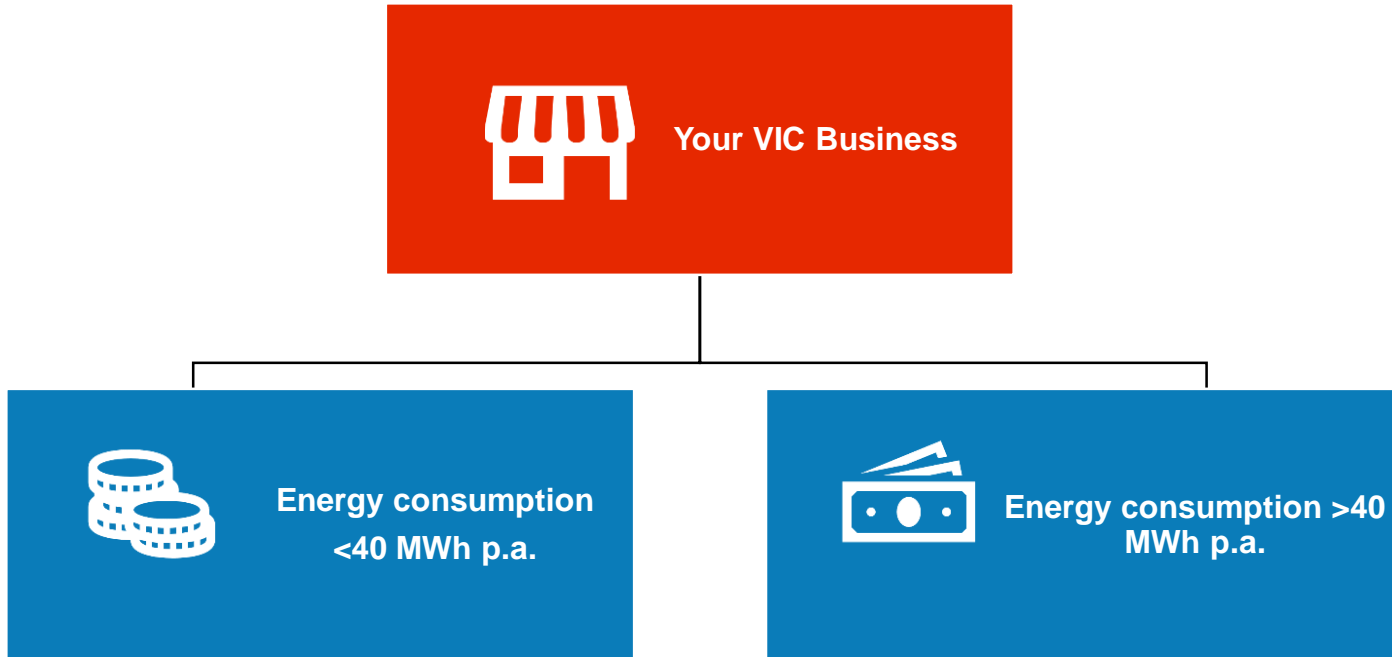 Your VIC Business
Energy consumption
<40 MWh p.a.
Energy consumption >40
MWh p.a.